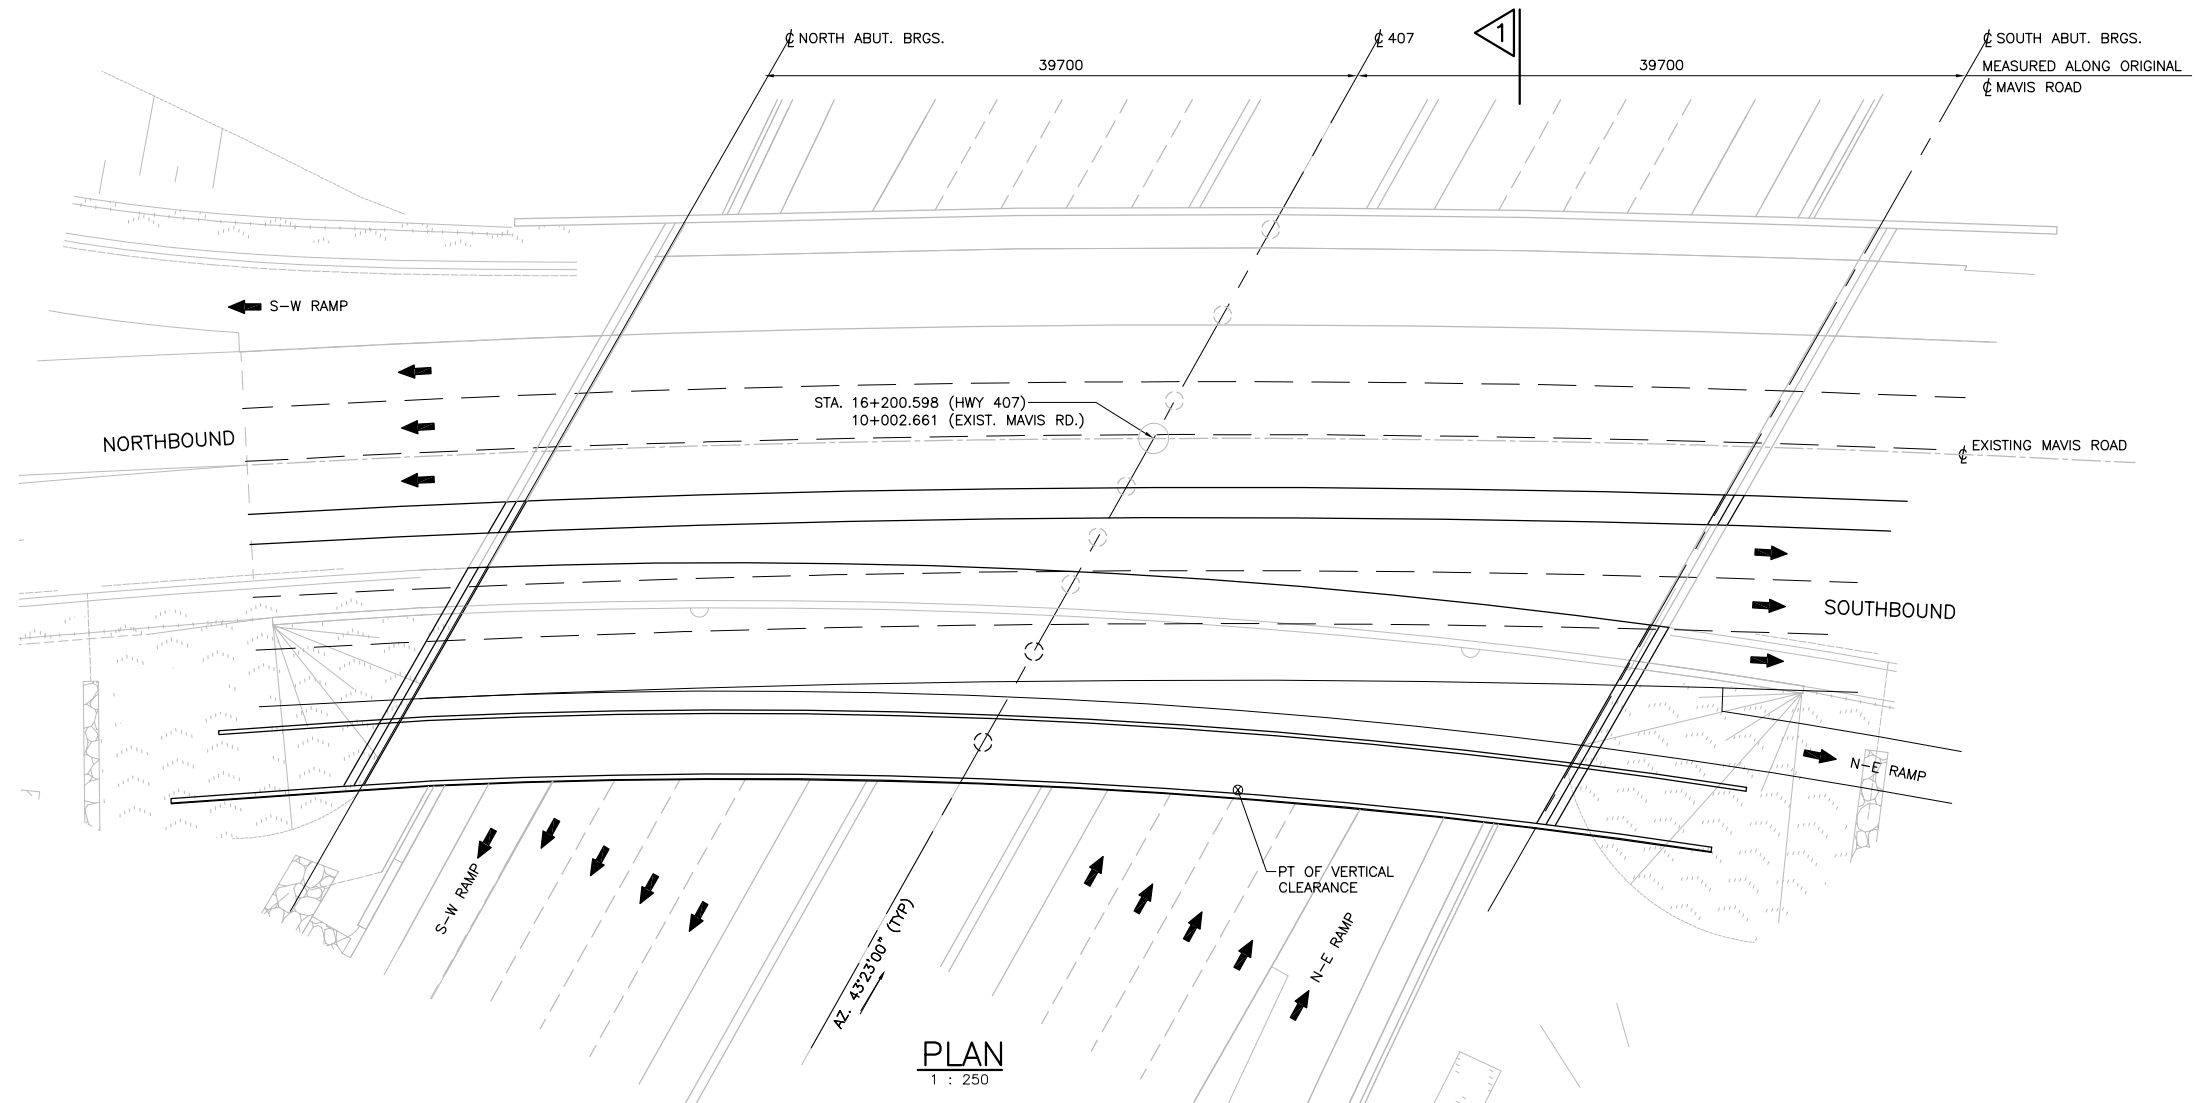 ℄ NORTH ABUT. BRGS.
℄ 407
1
℄ SOUTH ABUT. BRGS.
39700
39700
MEASURED ALONG ORIGINAL
℄ MAVIS ROAD
S-W RAMP
STA. 16+200.598 (HWY 407)
10+002.661 (EXIST. MAVIS RD.)
NORTHBOUND
℄ EXISTING MAVIS ROAD
SOUTHBOUND
N-E RAMP
S-W RAMP
PT OF VERTICAL
CLEARANCE
N-E RAMP
AZ. 43°23'00" (TYP)
PLAN
1 : 250